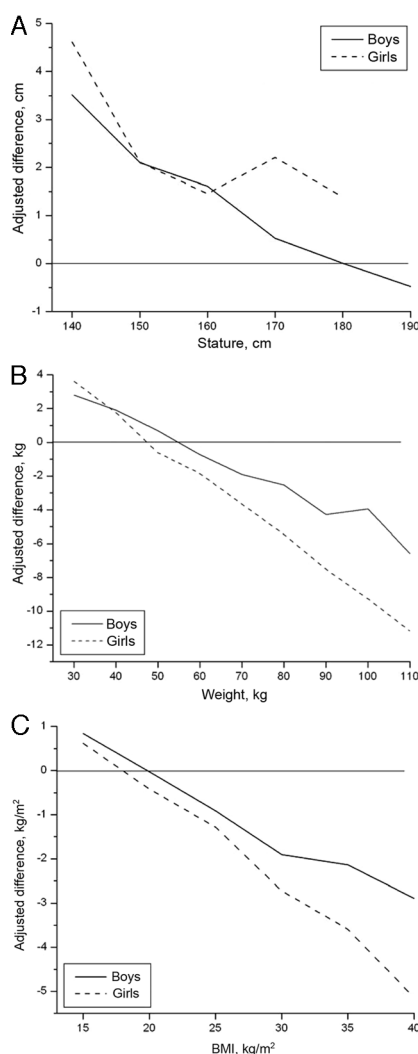 A
Boys
Girls
Adjusted difference, cm
5
4
3
2
1
0
-1
140 150 160 170 180 190
Stature, cm
B
Adjusted difference, kg
4
2
0
-2
-4
-6
-8
-10
-12
Boys
Girls
30 40 50 60 70 80 90 100 110
Weight, kg
C
Adjusted difference, kg/m²
1
0
-1
-2
-3
-4
-5
Boys
Girls
15 20 25 30 35 40
BMI, kg/m²